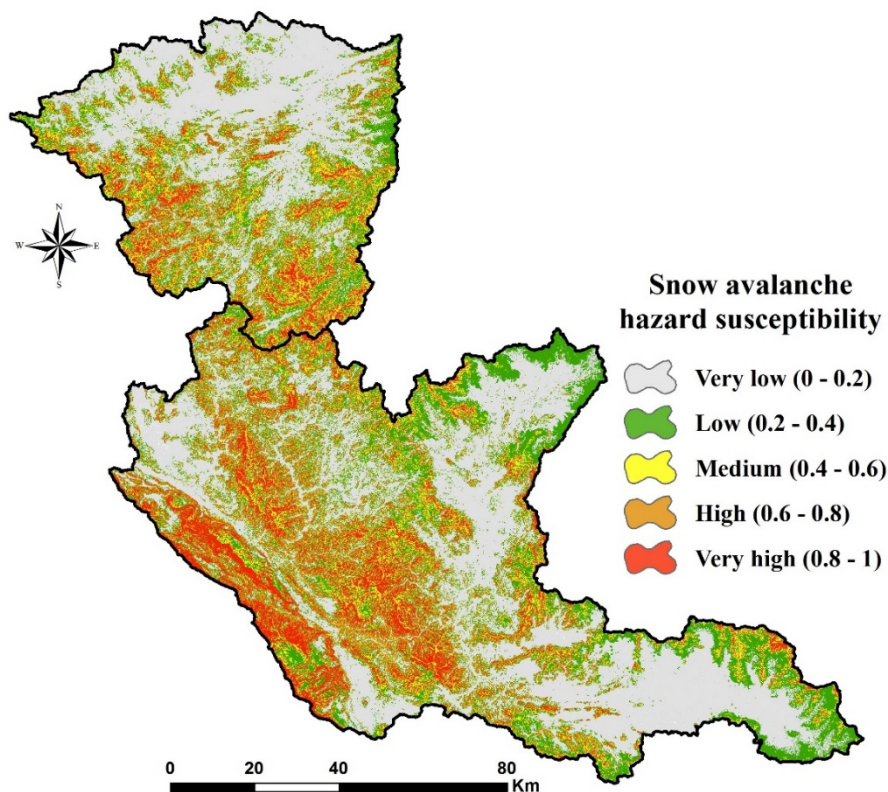 N
W E
S
Snow avalanche
hazard susceptibility
Very low (0 - 0.2)
Low (0.2 - 0.4)
Medium (0.4 - 0.6)
High (0.6 - 0.8)
Very high (0.8 - 1)
0 20 40 80
Km